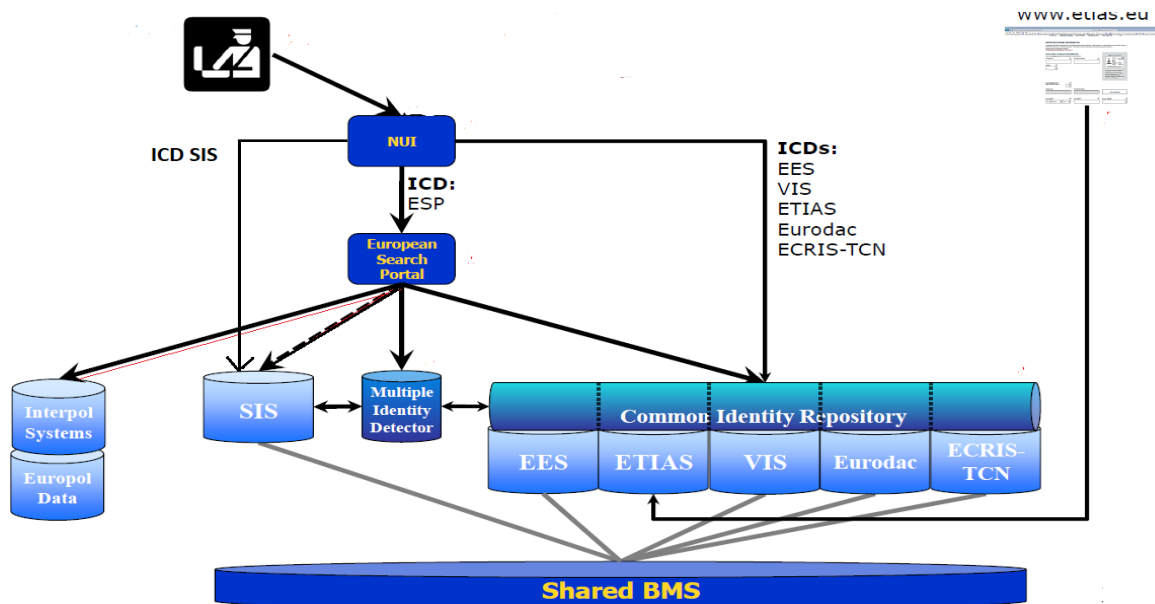 www.etias.eu
NUI
ICD SIS
ICD:
ESP
ICDs:
EES
VIS
ETIAS
Eurodac
ECRIS-TCN
European
Search
Portal
Interpol
Systems
Europol
Data
SIS
Multiple
Identity
Detector
Common Identity Repository
EES
ETIAS
VIS
Eurodac
ECRIS-
TCN
Shared BMS